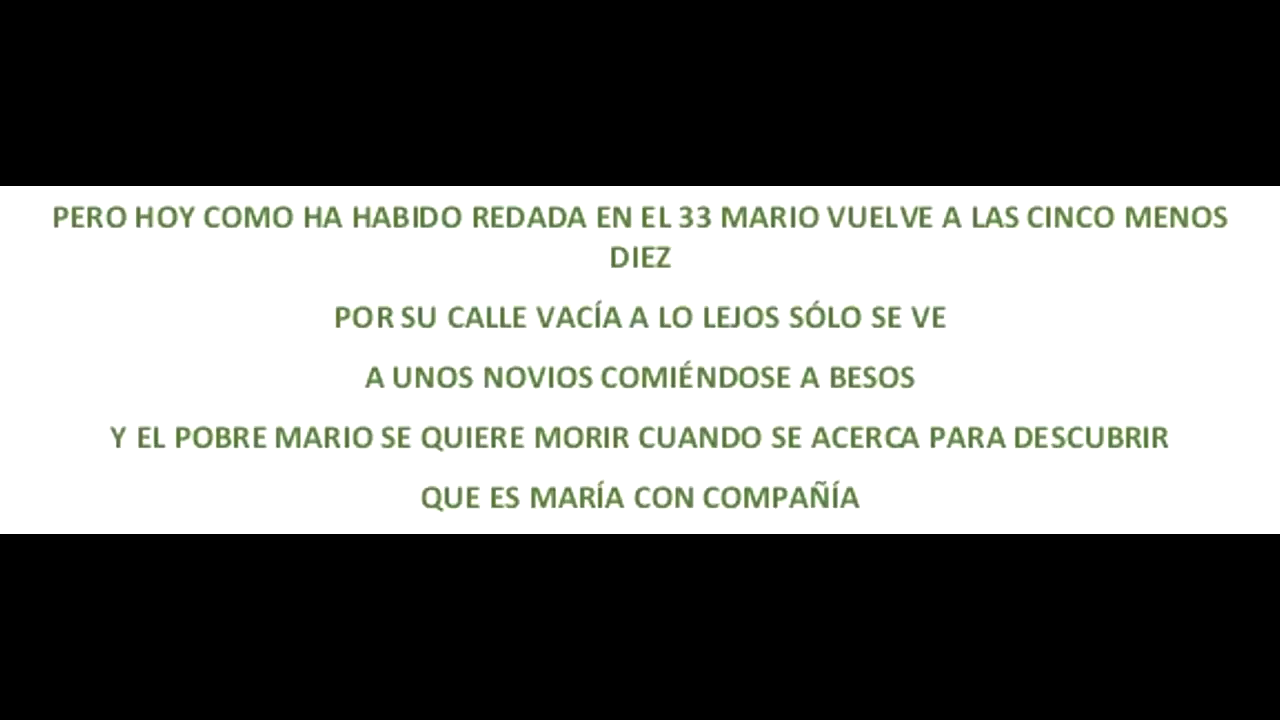 PERO HOY COMO HA HABIDO REDADA EN EL 33 MARIO VUELVE A LAS CINCO MENOS
DIEZ
POR SU CALLE VACÍA A LO LEJOS SÓLO SE VE
A UNOS NOVIOS COMIÉNDOSE A BESOS
Y EL POBRE MARIO SE QUIERE MORIR CUANDO SE ACERCA PARA DESCUBRIR
QUE ES MARÍA CON COMPAÑÍA